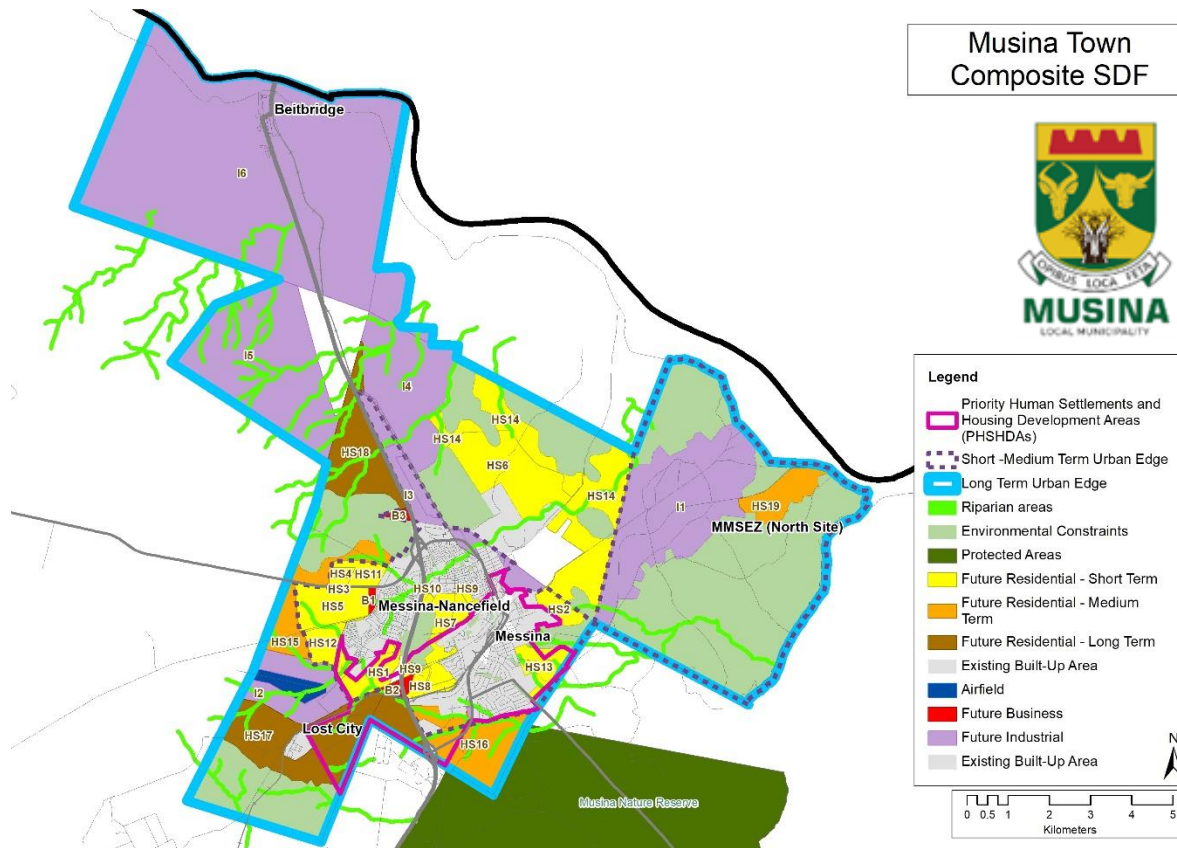 Musina Town
Composite SDF
OPIBUS LOCA FETA
MUSINA
LOCAL MUNICIPALITY
Legend
Priority Human Settlements and
Housing Development Areas
(PHSHDAs)
Short -Medium Term Urban Edge
Long Term Urban Edge
Riparian areas
Environmental Constraints
Protected Areas
Future Residential - Short Term
Future Residential - Medium
Term
Future Residential - Long Term
Existing Built-Up Area
Airfield
Future Business
Future Industrial
Existing Built-Up Area
N
0 0.5 1 2 3 4 5
Kilometers
Beitbridge
I6
I5
I4
HS14
HS14
HS6
HS18
HS14
I3
I1
HS19
B3
MMSEZ (North Site)
HS4
HS11
HS3
HS10
HS9
B1
HS5
Messina-Nancefield
HS2
HS7
Messina
HS15
HS12
HS1
HS9
HS13
B2
HS8
I2
Lost City
HS17
HS16
Musina Nature Reserve